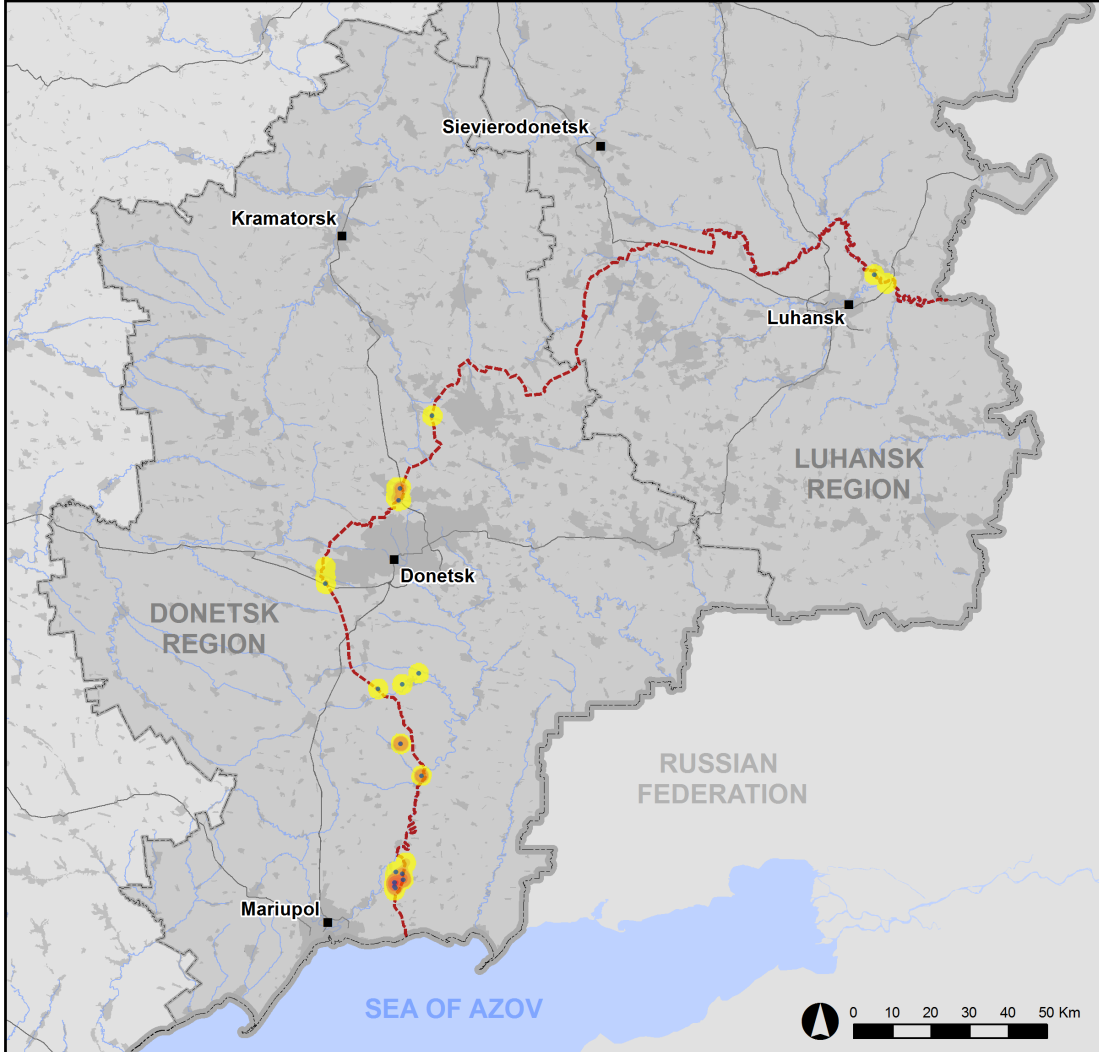 Sievierodonetsk
Kramatorsk
Luhansk
LUHANSK
REGION
Donetsk
DONETSK
REGION
RUSSIAN
FEDERATION
Mariupol
SEA OF AZOV
0 10 20 30 40 50 Km